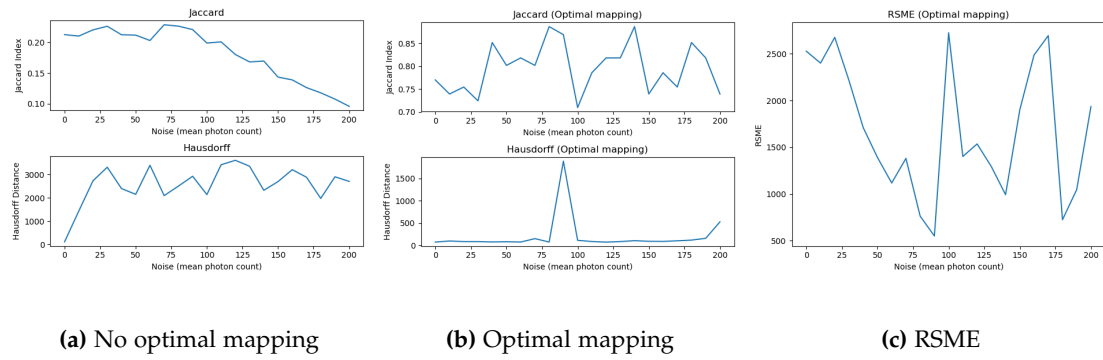 Jaccard
Jaccard Index
0.20
0.15
0.10
0 25 50 75 100 125 150 175 200
Noise (mean photon count)
Hausdorff
Hausdorff Distance
3000
2000
1000
0
0 25 50 75 100 125 150 175 200
Noise (mean photon count)
(a) No optimal mapping
Jaccard (Optimal mapping)
Jaccard Index
0.85
0.80
0.75
0.70
0 25 50 75 100 125 150 175 200
Noise (mean photon count)
Hausdorff (Optimal mapping)
Hausdorff Distance
1500
1000
500
0
0 25 50 75 100 125 150 175 200
Noise (mean photon count)
(b) Optimal mapping
RSME (Optimal mapping)
RSME
2500
2000
1500
1000
500
0 25 50 75 100 125 150 175 200
Noise (mean photon count)
(c) RSME